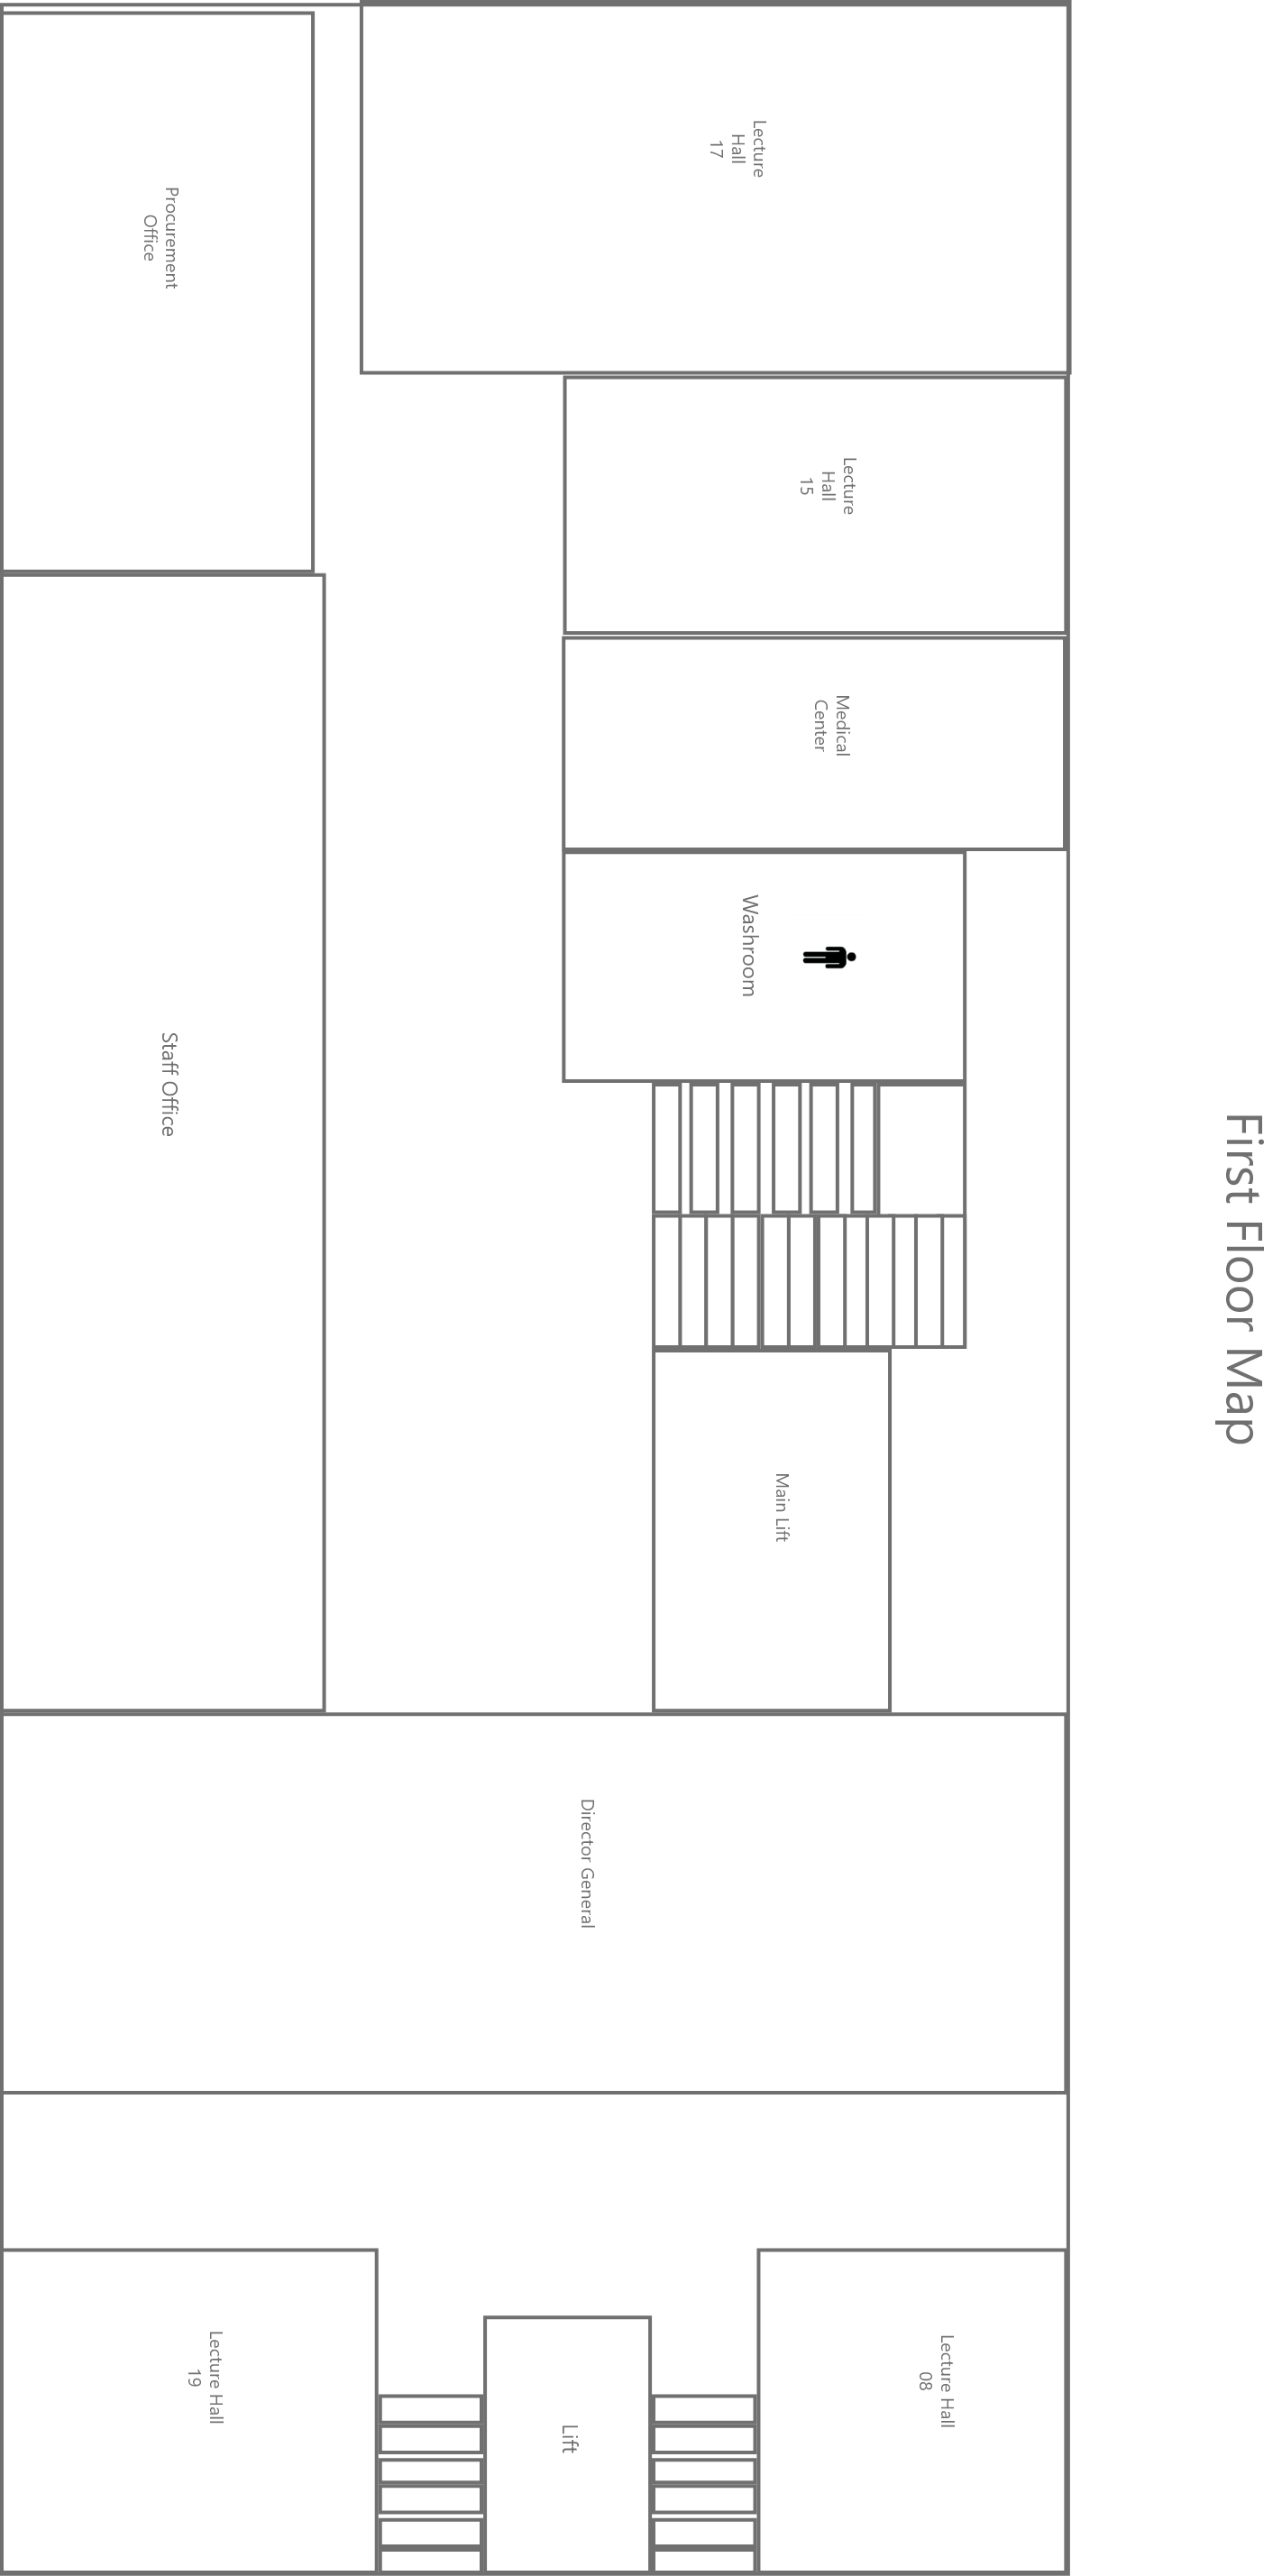 First Floor Map
Lecture
Hall
17
Lecture
Hall
15
Medical
Center
Washroom
Main Lift
Procurement
Office
Staff Office
Director General
Lecture Hall
08
Lift
Lecture Hall
19